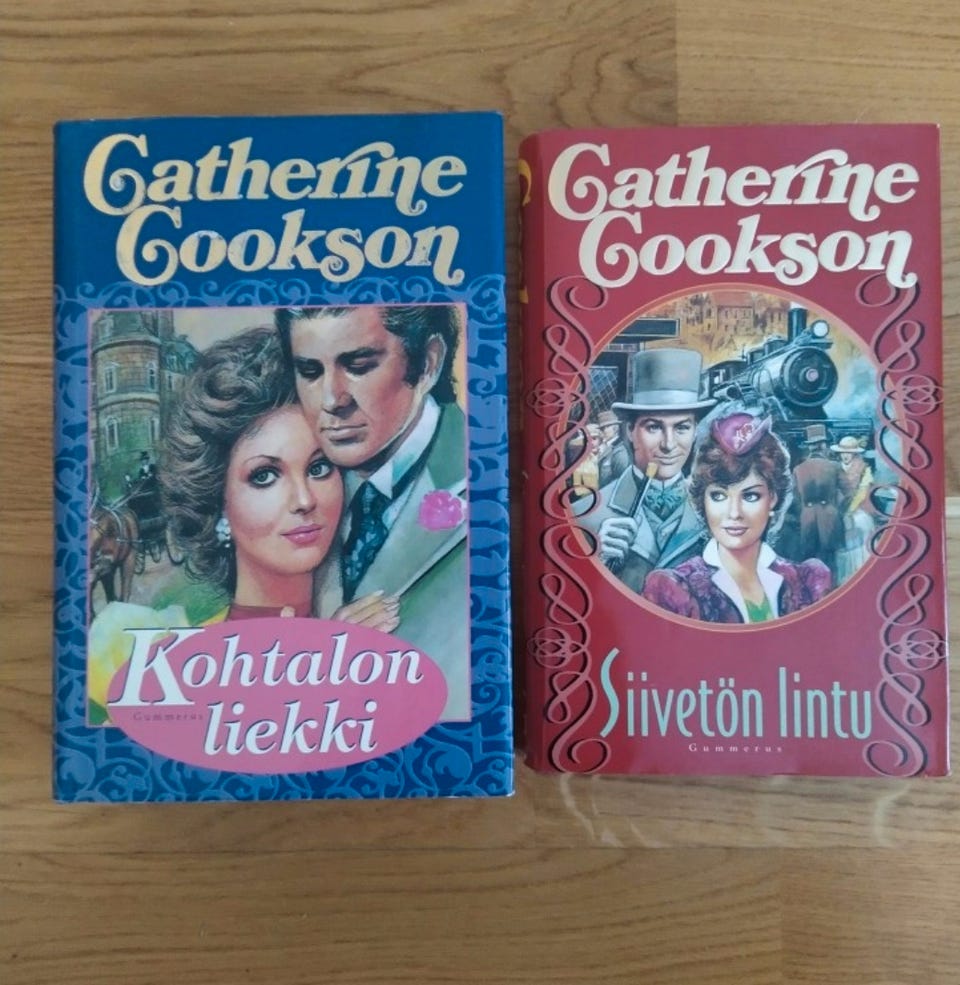 Catherine
Cookson
Kohtalon
Gummerus
liekki
Catherine
Cookson
Siivetön lintu
Gummerus